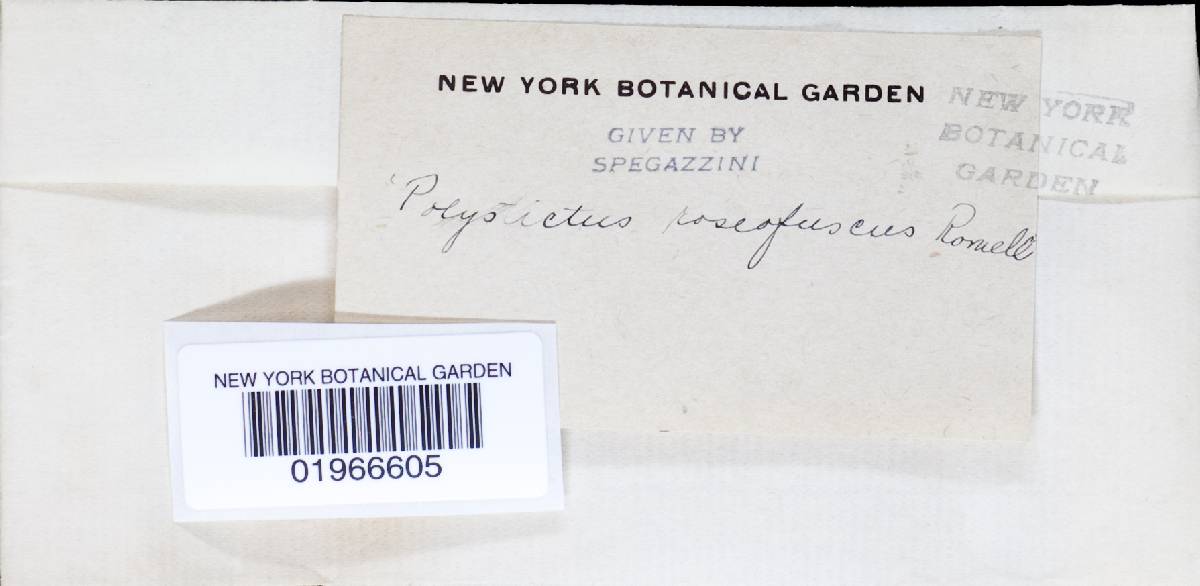 NEW YORK BOTANICAL GARDEN
NEW YORK
BOTANICAL
GARDEN
GIVEN BY
SPEGAZZINI
Polystictus roseofuscus Romell
NEW YORK BOTANICAL GARDEN
01966605